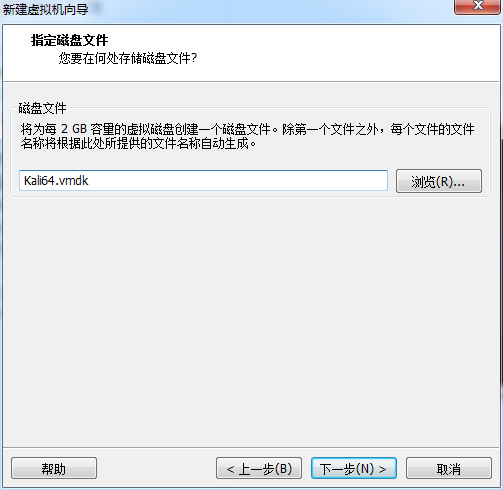 新建虚拟机向导
指定磁盘文件
您要在何处存储磁盘文件?
磁盘文件
将为每 2 GB 容量的虚拟磁盘创建一个磁盘文件。除第一个文件之外，每个文件的文件
名称将根据此处所提供的文件名称自动生成。
Kali64.vmdk
浏览(R)...
帮助
< 上一步(B)
下一步(N) >
取消